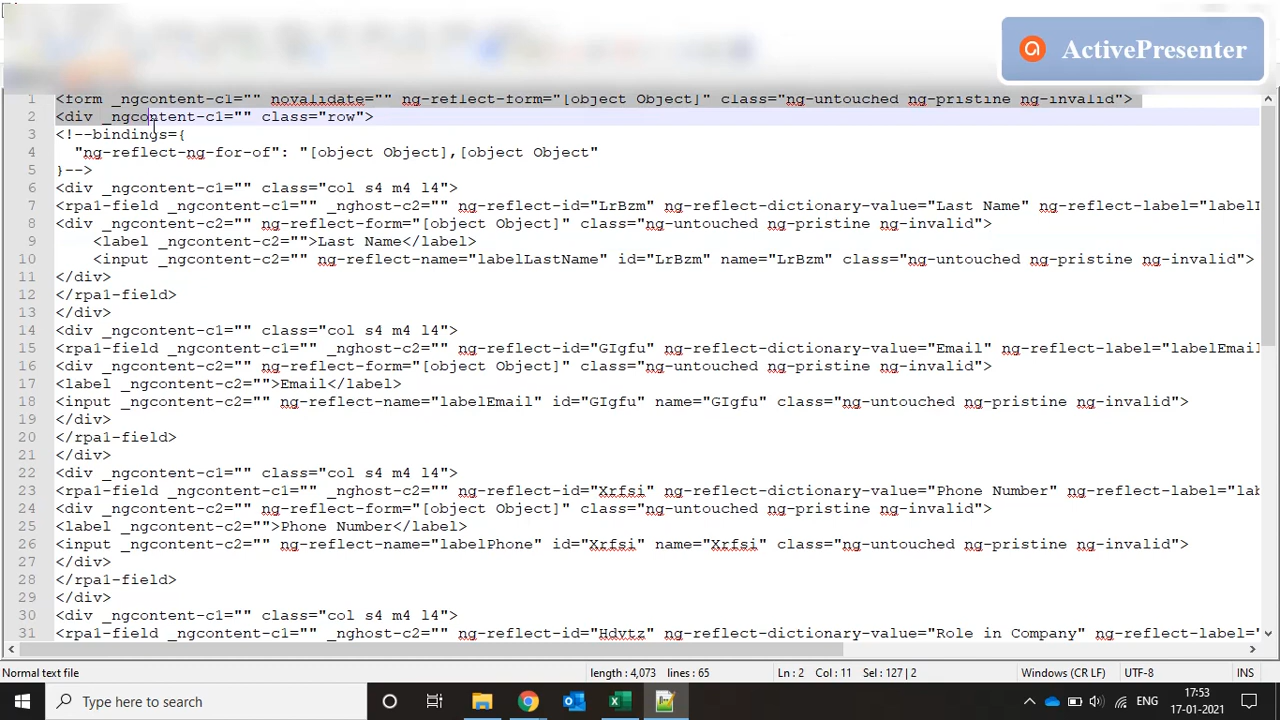 ActivePresenter
1 <form _ngcontent-c1="" novalidate="" ng-reflect-form="[object Object]" class="ng-untouched ng-pristine ng-invalid">
2 <div _ngcontent-c1="" class="row">
3 <!--bindings={
4 "ng-reflect-ng-for-of": "[object Object],[object Object"
5 }-->
6 <div _ngcontent-c1="" class="col s4 m4 l4">
7 <rpa1-field _ngcontent-c1="" _nghost-c2="" ng-reflect-id="LrBzm" ng-reflect-dictionary-value="Last Name" ng-reflect-label="labell
8 <div _ngcontent-c2="" ng-reflect-form="[object Object]" class="ng-untouched ng-pristine ng-invalid">
9 <label _ngcontent-c2="">Last Name</label>
10 <input _ngcontent-c2="" ng-reflect-name="labelLastName" id="LrBzm" name="LrBzm" class="ng-untouched ng-pristine ng-invalid">
11 </div>
12 </rpa1-field>
13 </div>
14 <div _ngcontent-c1="" class="col s4 m4 l4">
15 <rpa1-field _ngcontent-c1="" _nghost-c2="" ng-reflect-id="GIgfu" ng-reflect-dictionary-value="Email" ng-reflect-label="labelEmail
16 <div _ngcontent-c2="" ng-reflect-form="[object Object]" class="ng-untouched ng-pristine ng-invalid">
17 <label _ngcontent-c2="">Email</label>
18 <input _ngcontent-c2="" ng-reflect-name="labelEmail" id="GIgfu" name="GIgfu" class="ng-untouched ng-pristine ng-invalid">
19 </div>
20 </rpa1-field>
21 </div>
22 <div _ngcontent-c1="" class="col s4 m4 l4">
23 <rpa1-field _ngcontent-c1="" _nghost-c2="" ng-reflect-id="Xrfsi" ng-reflect-dictionary-value="Phone Number" ng-reflect-label="lab
24 <div _ngcontent-c2="" ng-reflect-form="[object Object]" class="ng-untouched ng-pristine ng-invalid">
25 <label _ngcontent-c2="">Phone Number</label>
26 <input _ngcontent-c2="" ng-reflect-name="labelPhone" id="Xrfsi" name="Xrfsi" class="ng-untouched ng-pristine ng-invalid">
27 </div>
28 </rpa1-field>
29 </div>
30 <div _ngcontent-c1="" class="col s4 m4 l4">
31 <rpa1-field _ngcontent-c1="" _nghost-c2="" ng-reflect-id="Hdvtz" ng-reflect-dictionary-value="Role in Company" ng-reflect-label="
Normal text file length : 4,073 lines : 65 Ln : 2 Col : 11 Sel : 127 | 2 Windows (CR LF) UTF-8 INS
Type here to search ENG 17:53
17-01-2021